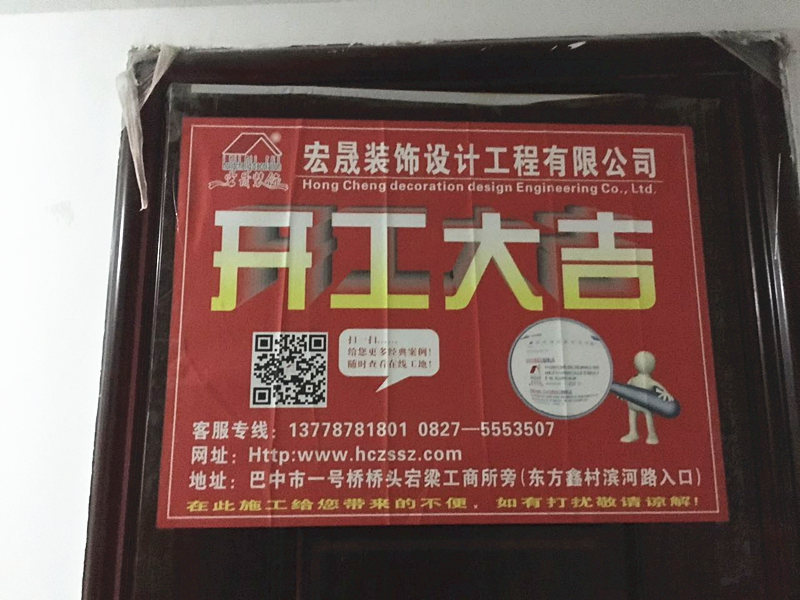 宏晟装饰设计工程有限公司
Hong Cheng decoration design Engineering Co., Ltd.
宏晟装饰
开工大吉
扫一扫......
给您更多经典案例!
随时查看在线工地!
客服专线: 13778781801 0827—5553507
网址: Http:www.hczssz.com
地址: 巴中市一号桥桥头宕梁工商所旁(东方鑫村滨河路入口)
在此施工给您带来的不便，如有打扰敬请谅解!